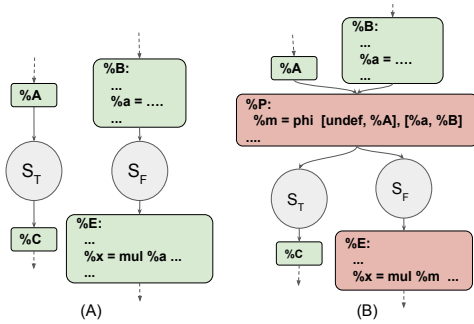 %A
%B:
...
%a = ....
...
S_T
S_F
%C
%E:
...
%x = mul %a ...
...
(A)
%B:
...
%a = ....
...
%A
%P:
%m = phi [undef, %A], [%a, %B]
....
S_T
S_F
%C
%E:
...
%x = mul %m ...
(B)